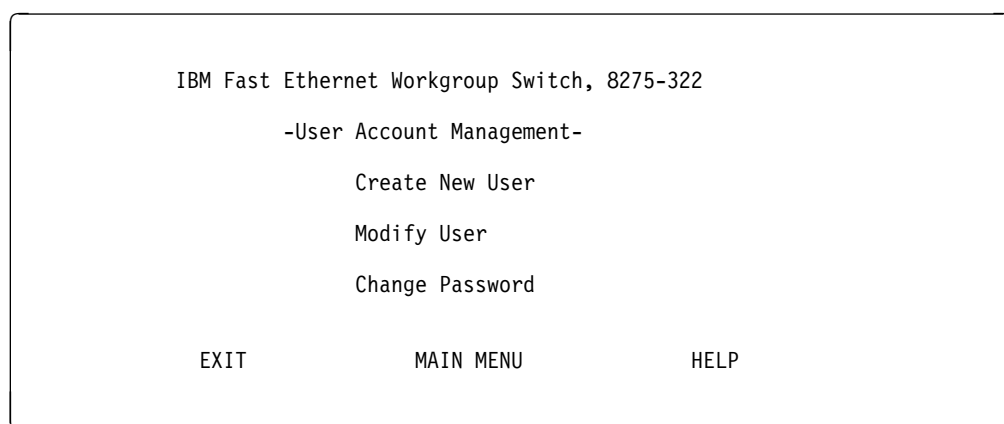 IBM Fast Ethernet Workgroup Switch, 8275-322
-User Account Management-
Create New User
Modify User
Change Password
EXIT MAIN MENU HELP